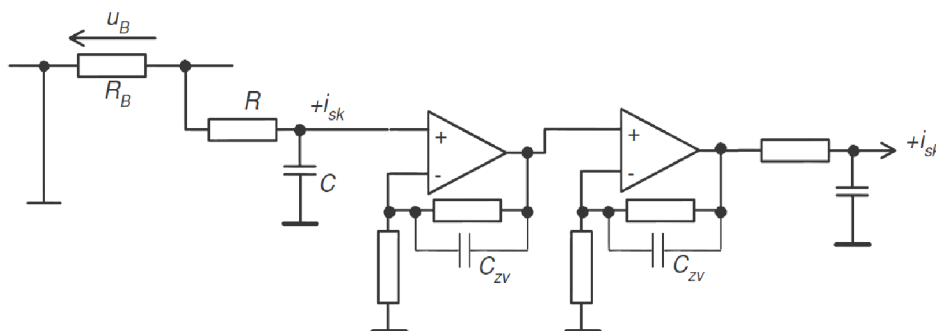 u_B
R_B
R
+i_sk
C
+
-
C_zv
+
-
C_zv
+i_sk